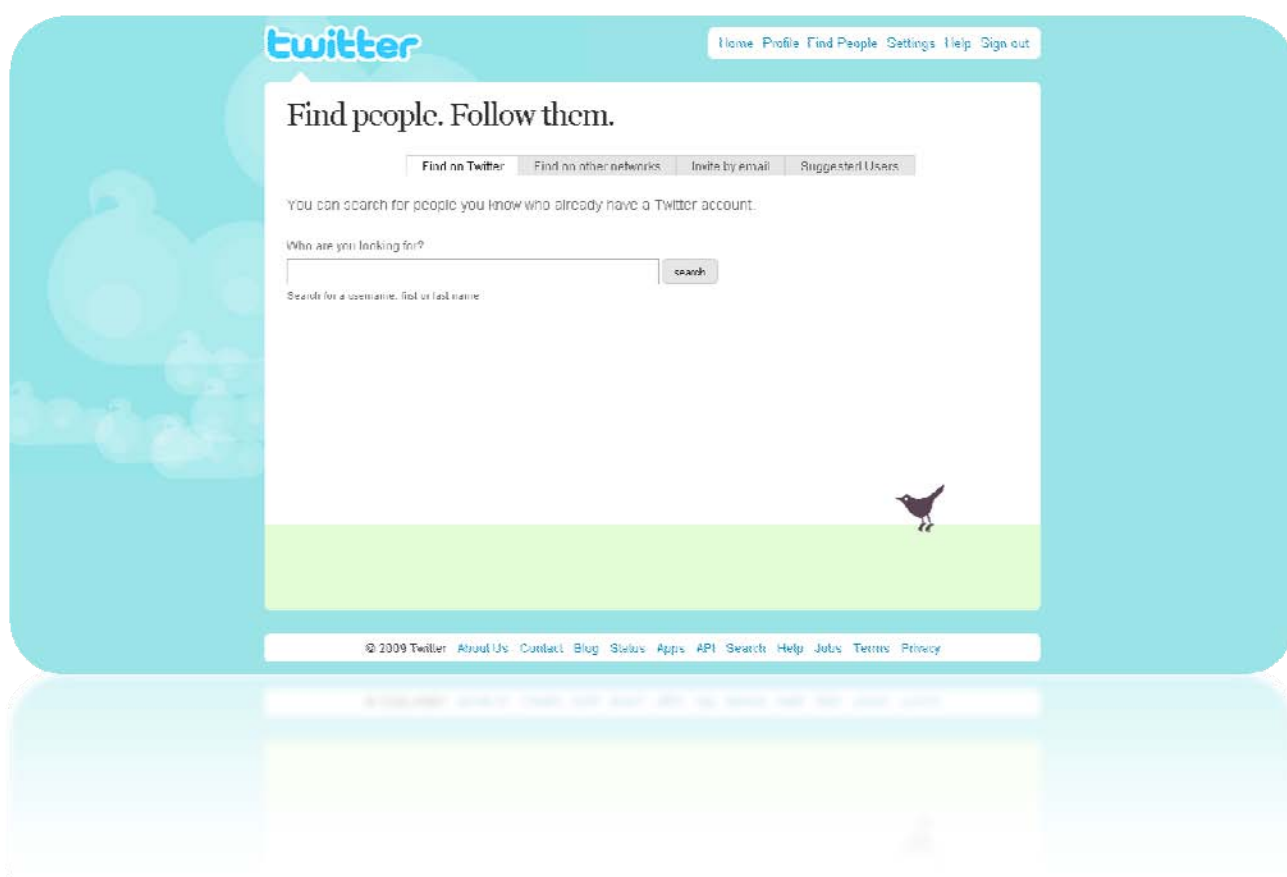 twitter
Home Profile Find People Settings Help Sign out
Find people. Follow them.
Find on Twitter Find on other networks Invite by email Suggested Users
You can search for people you know who already have a Twitter account.
Who are you looking for?
search
Search for a username, first or last name
© 2009 Twitter About Us Contact Blog Status Apps API Search Help Jobs Terms Privacy